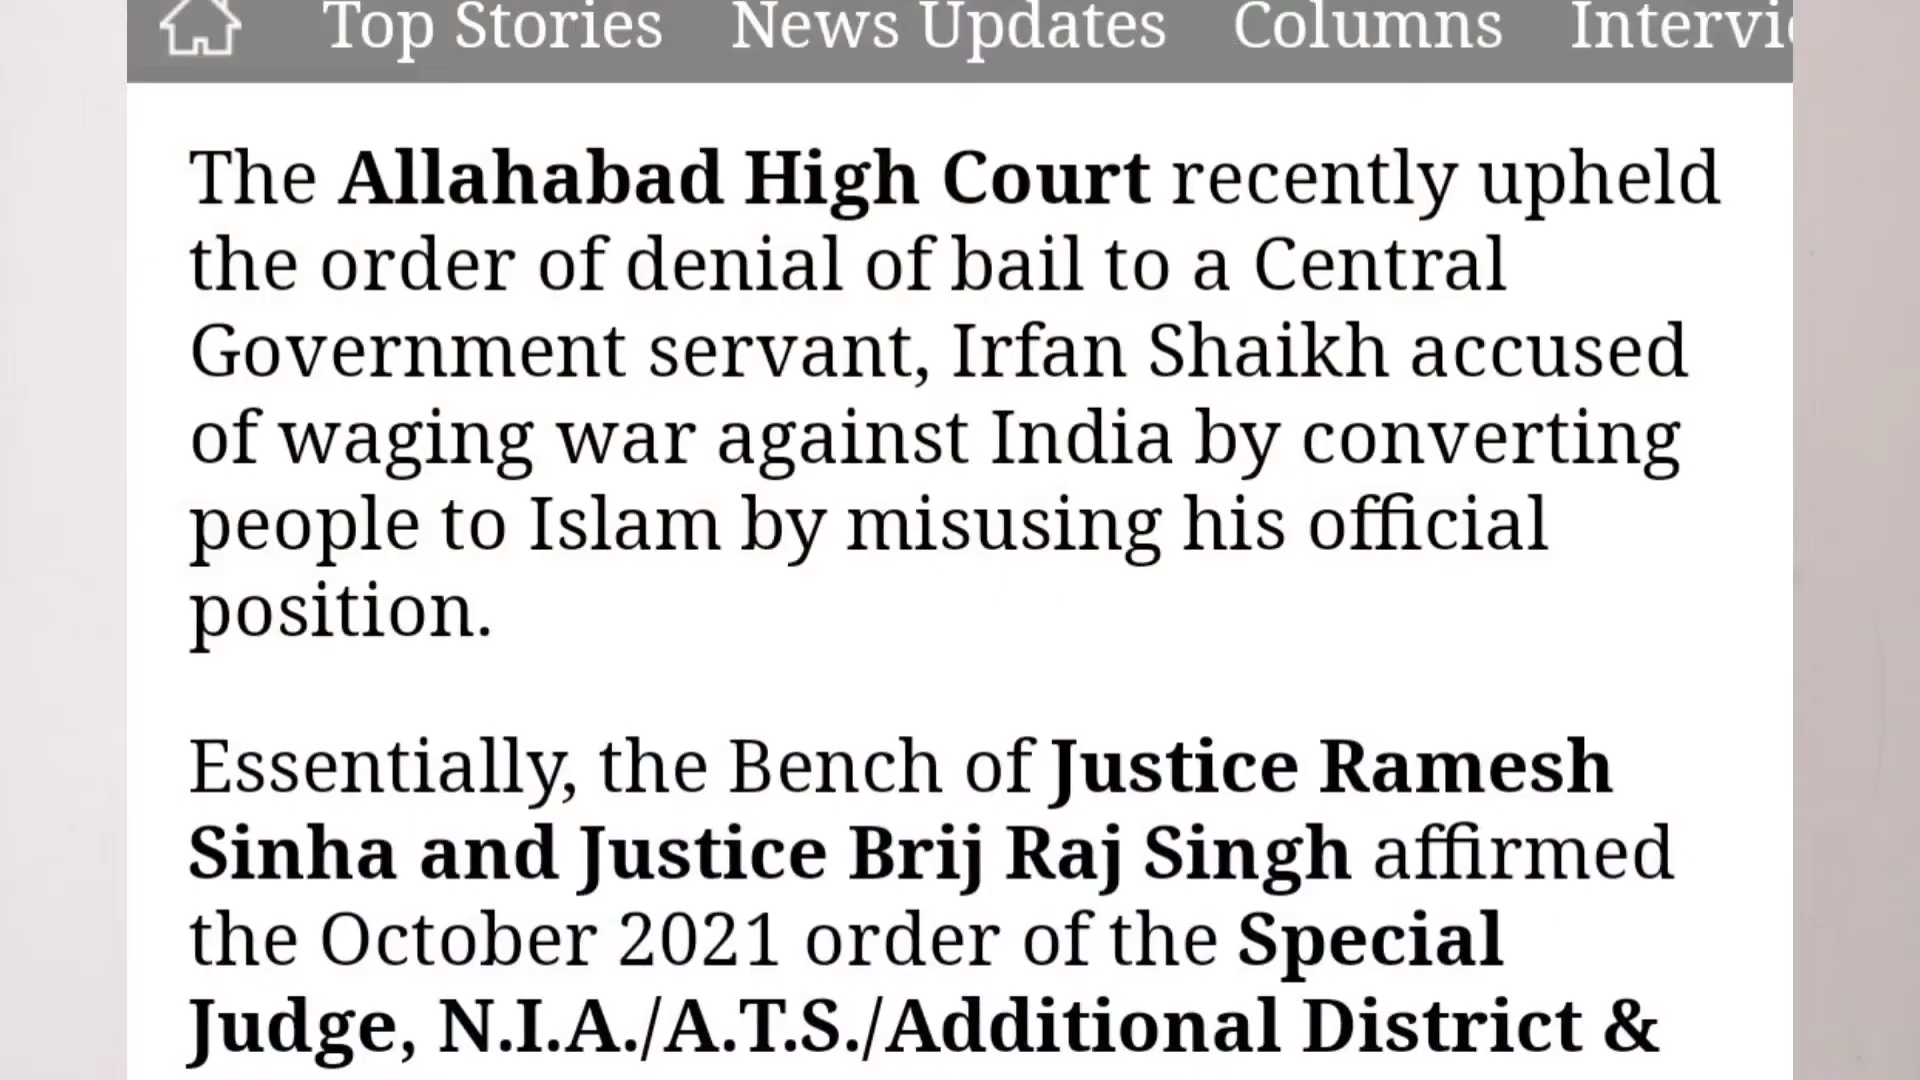 Top Stories News Updates Columns
The Allahabad High Court recently upheld
the order of denial of bail to a Central
Government servant, Irfan Shaikh accused
of waging war against India by converting
people to Islam by misusing his official
position.
Essentially, the Bench of Justice Ramesh
Sinha and Justice Brij Raj Singh affirmed
the October 2021 order of the Special
Judge, N.I.A./A.T.S./Additional District &